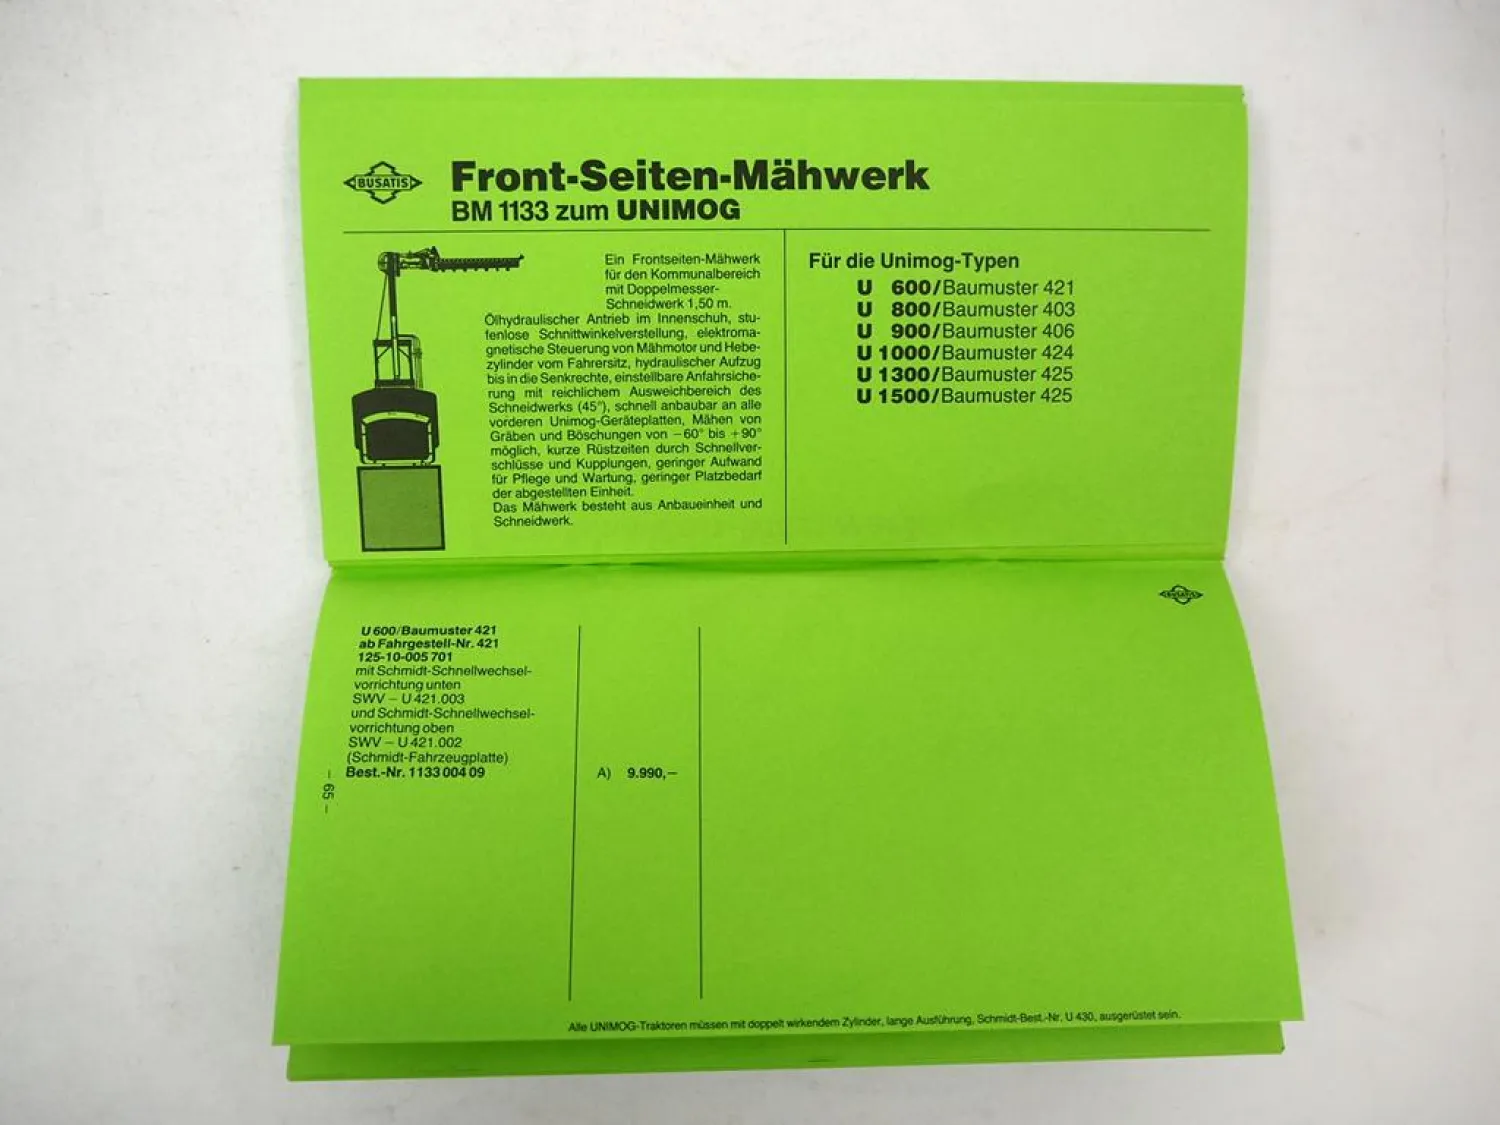 BUSATIS
Front-Seiten-Mähwerk
BM 1133 zum UNIMOG
Ein Frontseiten-Mähwerk
für den Kommunalbereich
mit Doppelmesser-
Schneidwerk 1,50 m.
Ölhydraulischer Antrieb im Innenschuh, stu-
fenlose Schnittwinkelverstellung, elektroma-
gnetische Steuerung von Mähmotor und Hebe-
zylinder vom Fahrersitz, hydraulischer Aufzug
bis in die Senkrechte, einstellbare Anfahrsiche-
rung mit reichlichem Ausweichbereich des
Schneidwerks (45°), schnell anbaubar an alle
vorderen Unimog-Geräteplatten, Mähen von
Gräben und Böschungen von −60° bis +90°
möglich, kurze Rüstzeiten durch Schnellver-
schlüsse und Kupplungen, geringer Aufwand
für Pflege und Wartung, geringer Platzbedarf
der abgestellten Einheit.
Das Mähwerk besteht aus Anbaueinheit und
Schneidwerk.
Für die Unimog-Typen
U 600/Baumuster 421
U 800/Baumuster 403
U 900/Baumuster 406
U 1000/Baumuster 424
U 1300/Baumuster 425
U 1500/Baumuster 425
BUSATIS
U 600/Baumuster 421
ab Fahrgestell-Nr. 421
125-10-005 701
mit Schmidt-Schnellwechsel-
vorrichtung unten
SWV – U 421.003
und Schmidt-Schnellwechsel-
vorrichtung oben
SWV – U 421.002
(Schmidt-Fahrzeugplatte)
Best.-Nr. 1133 004 09
A) 9.990,–
– 65 –
Alle UNIMOG-Traktoren müssen mit doppelt wirkendem Zylinder, lange Ausführung, Schmidt-Best.-Nr. U 430, ausgerüstet sein.